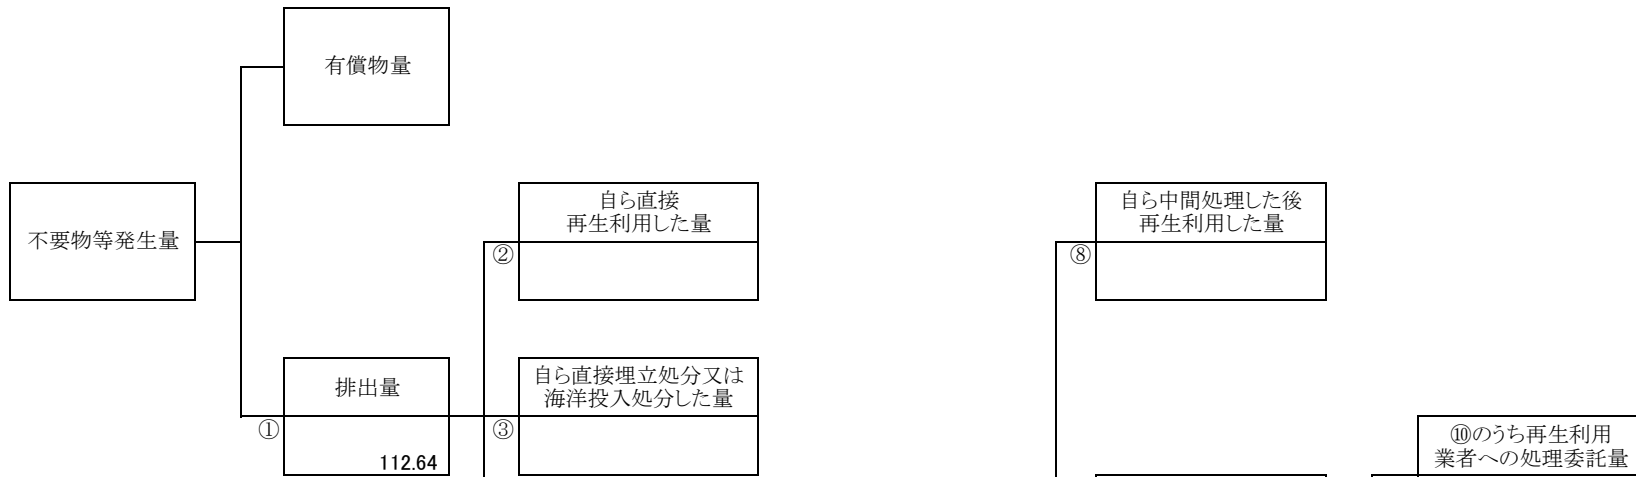 有償物量
不要物等発生量
自ら直接
再生利用した量
②
自ら中間処理した後
再生利用した量
⑧
排出量
①
112.64
自ら直接埋立処分又は
海洋投入処分した量
③
⑩のうち再生利用
業者への処理委託量